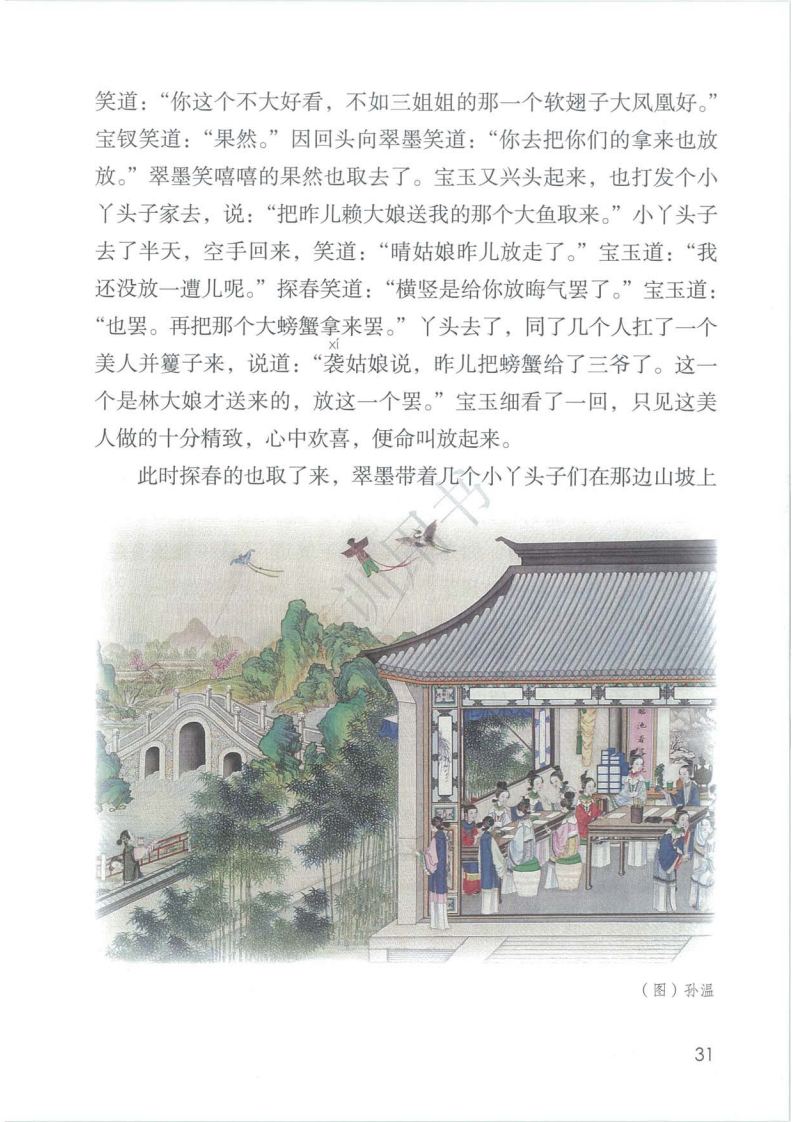 笑道：“你这个不大好看，不如三姐姐的那一个软翅子大凤凰好。”
宝钗笑道：“果然。”因回头向翠墨笑道：“你去把你们的拿来也放
放。”翠墨笑嘻嘻的果然也取去了。宝玉又兴头起来，也打发个小
丫头子家去，说：“把昨儿赖大娘送我的那个大鱼取来。”小丫头子
去了半天，空手回来，笑道：“晴姑娘昨儿放走了。”宝玉道：“我
还没放一遭儿呢。”探春笑道：“横竖是给你放晦气罢了。”宝玉道：
“也罢。再把那个大螃蟹拿来罢。”丫头去了，同了几个人扛了一个
xí
美人并籰子来，说道：“袭姑娘说，昨儿把螃蟹给了三爷了。这一
个是林大娘才送来的，放这一个罢。”宝玉细看了一回，只见这美
人做的十分精致，心中欢喜，便命叫放起来。
此时探春的也取了来，翠墨带着几个小丫头子们在那边山坡上
（图）孙温
31